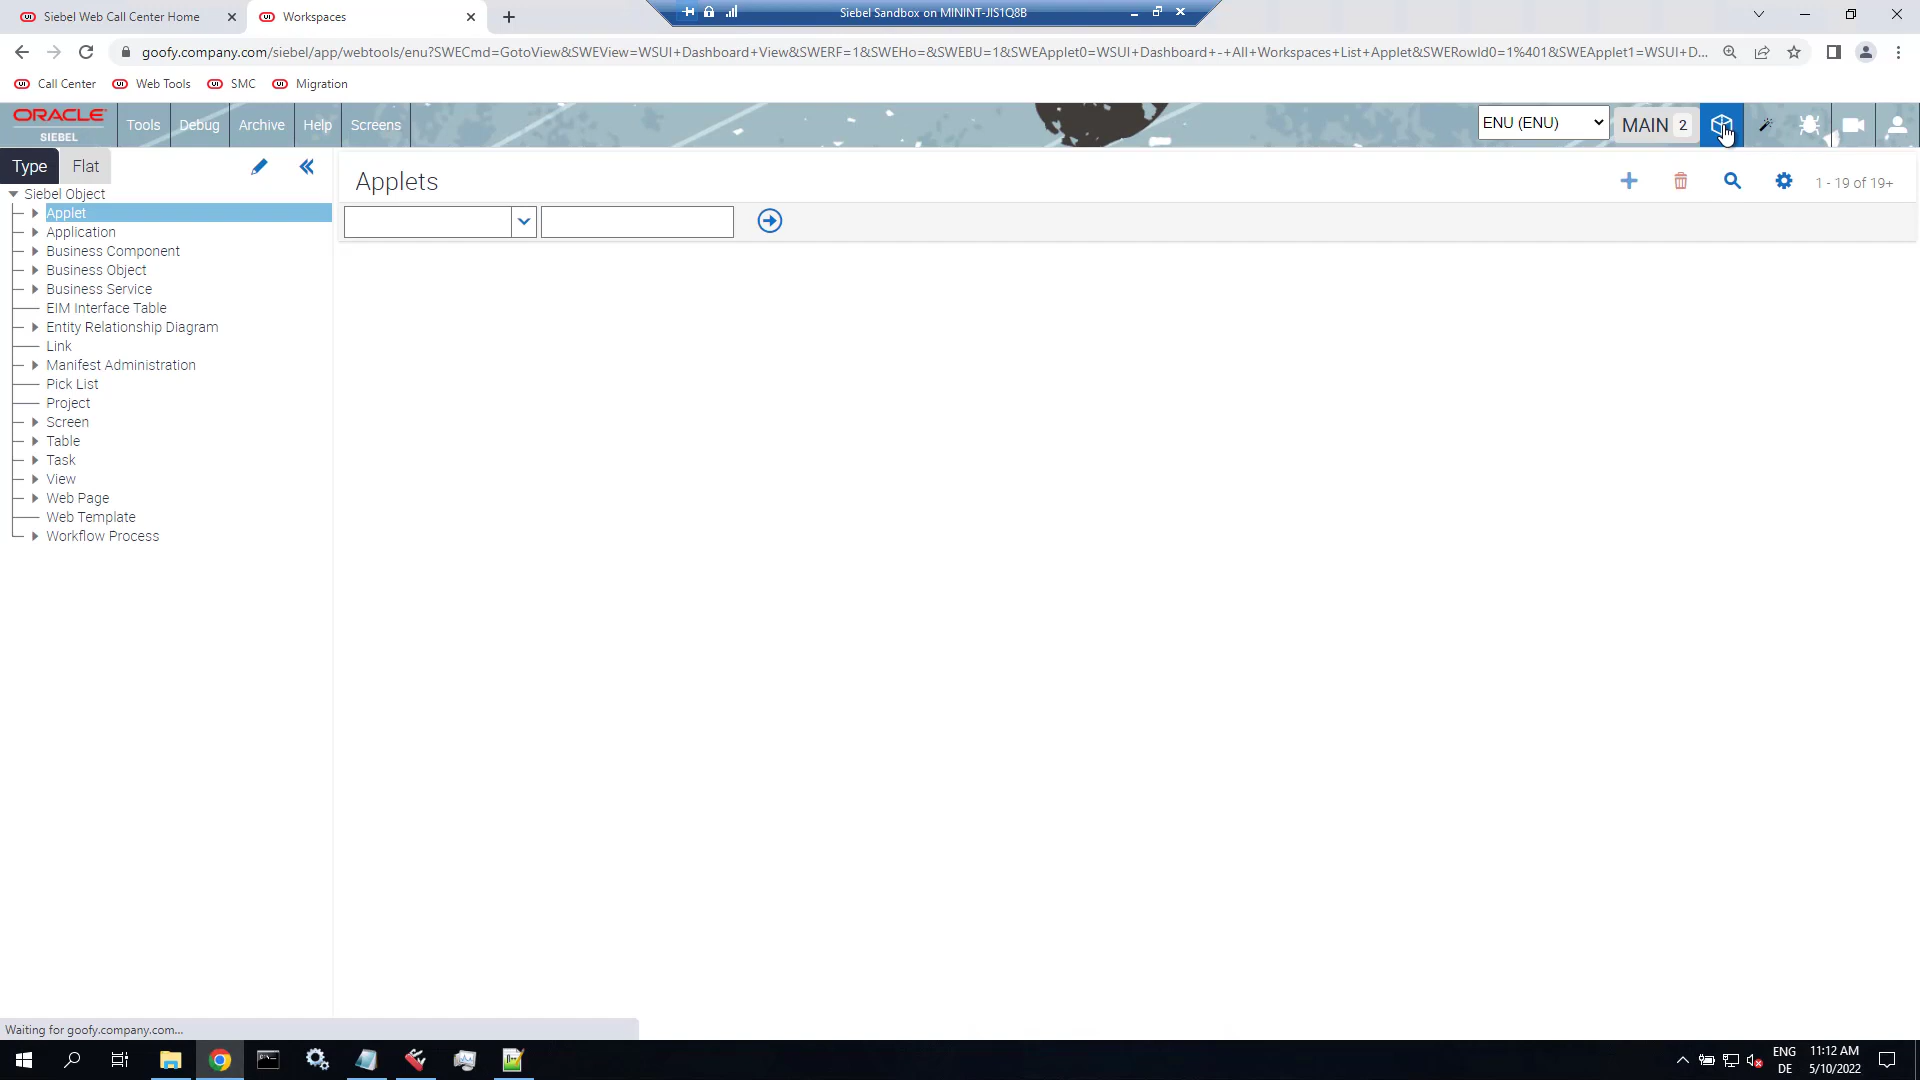 Siebel Web Call Center Home
Workspaces
Siebel Sandbox on MININT-JIS1Q8B
goofy.company.com/siebel/app/webtools/enu?SWECmd=GotoView&SWEView=WSUI+Dashboard+View&SWERF=1&SWEHo=&SWEBU=1&SWEApplet0=WSUI+Dashboard+-+All+Workspaces+List+Applet&SWERowId0=1%401&SWEApplet1=WSUI+D...
Call Center
Web Tools
SMC
Migration
ORACLE
SIEBEL
Tools
Debug
Archive
Help
Screens
ENU (ENU)
MAIN 2
Type
Flat
Siebel Object
Applet
Application
Business Component
Business Object
Business Service
EIM Interface Table
Entity Relationship Diagram
Link
Manifest Administration
Pick List
Project
Screen
Table
Task
View
Web Page
Web Template
Workflow Process
Applets
1 - 19 of 19+
Waiting for goofy.company.com...
ENG
DE
11:12 AM
5/10/2022